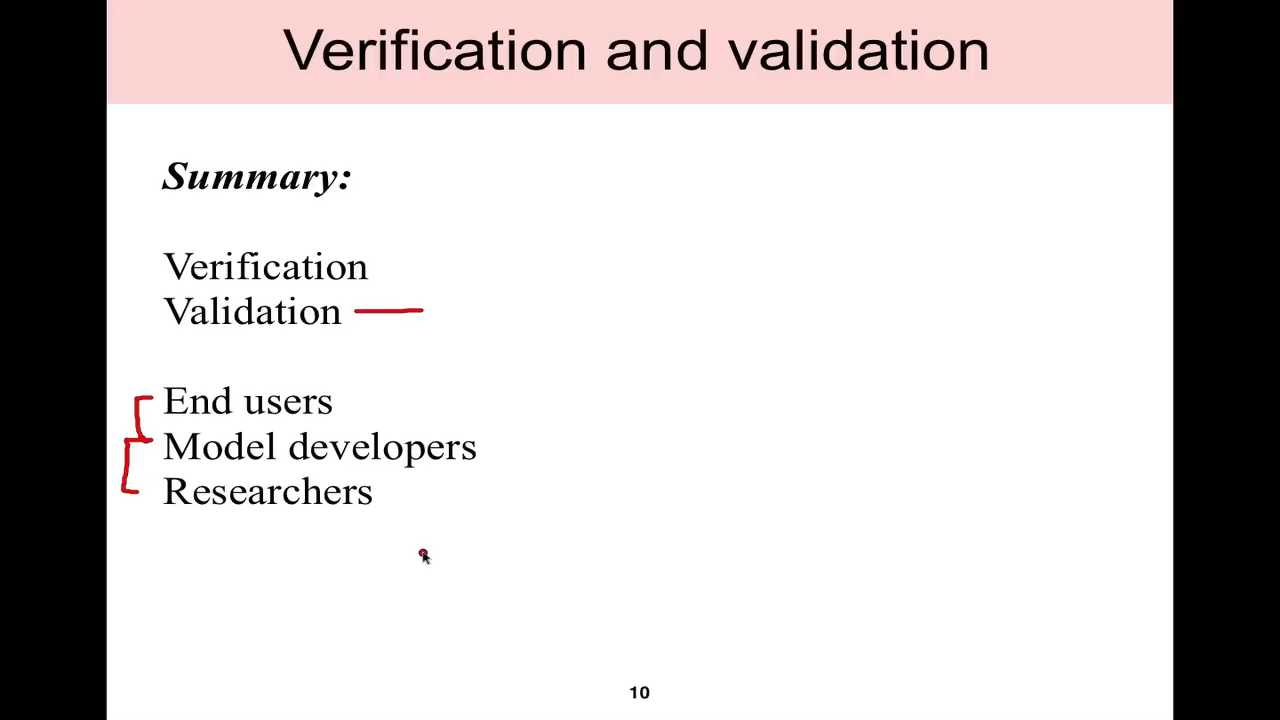 Verification and validation
Summary:
Verification
Validation
End users
Model developers
Researchers
10